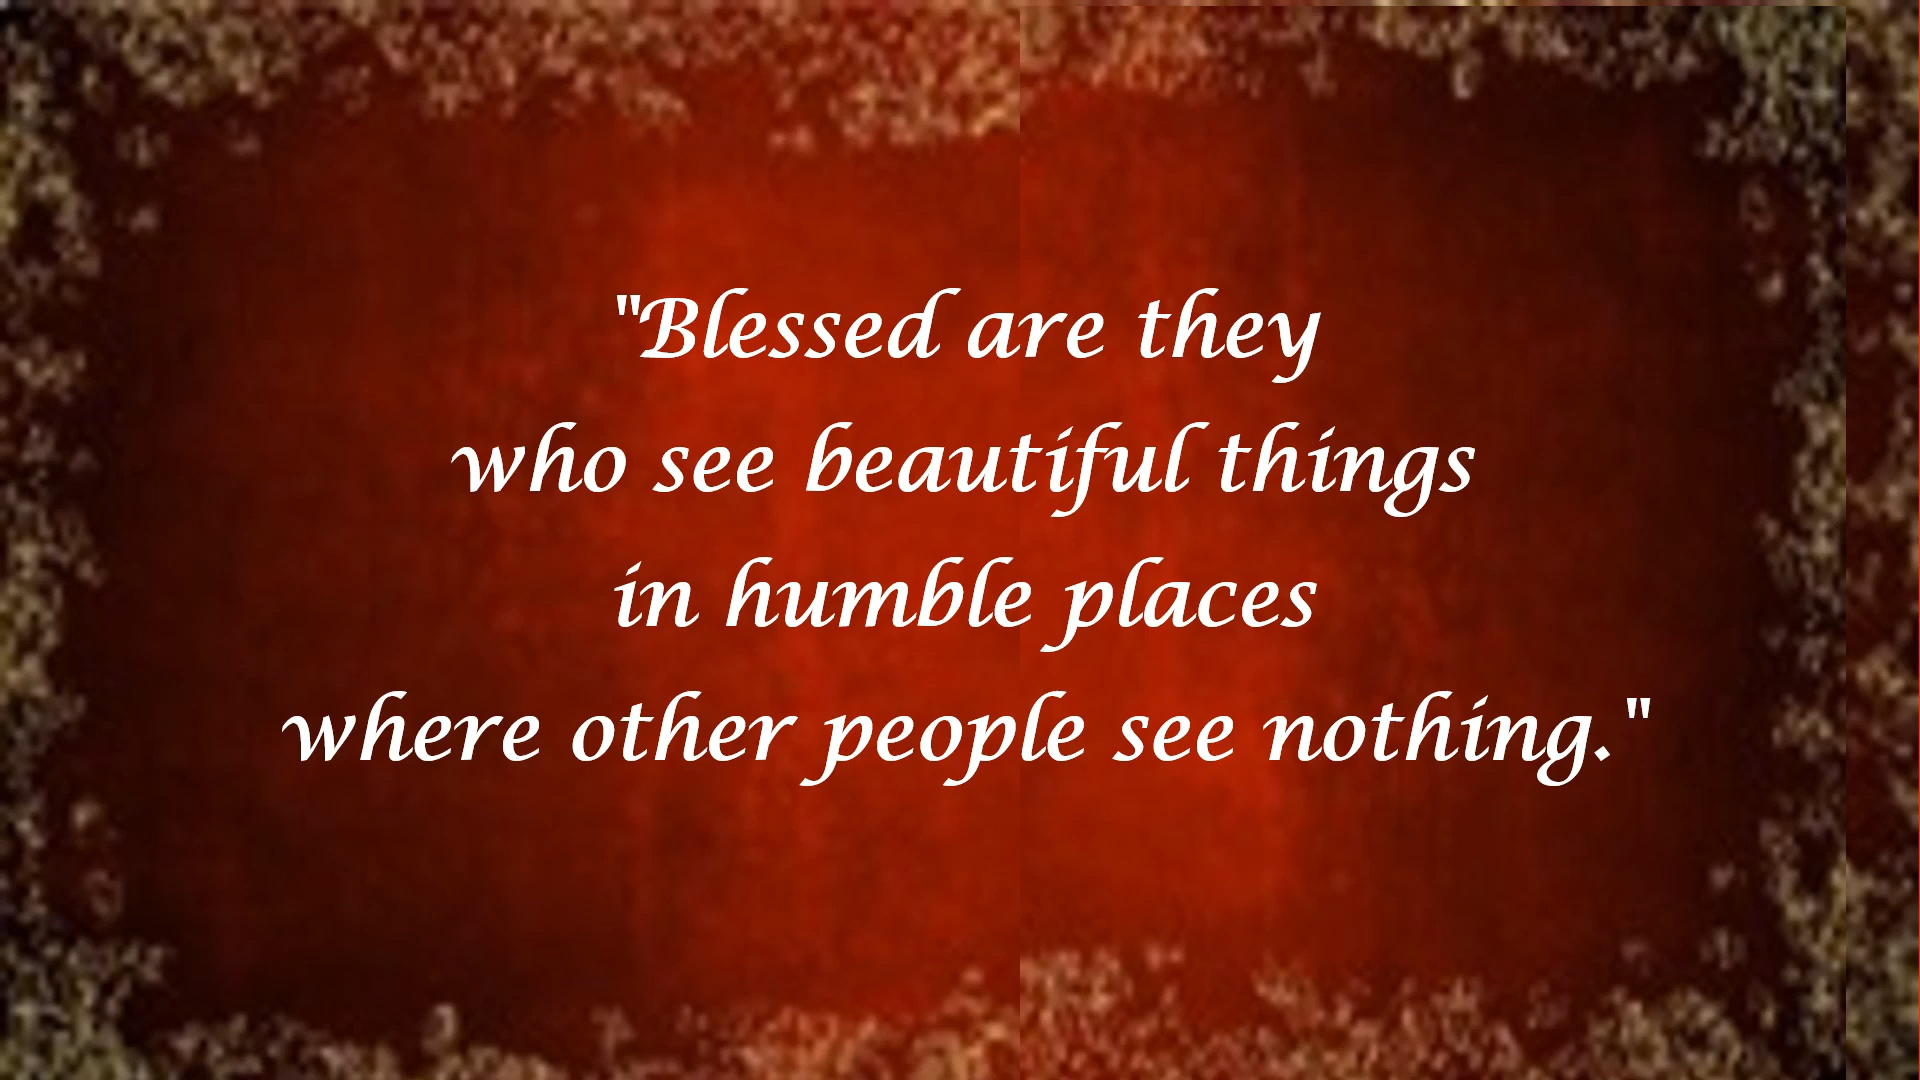 "Blessed are they
who see beautiful things
in humble places
where other people see nothing."